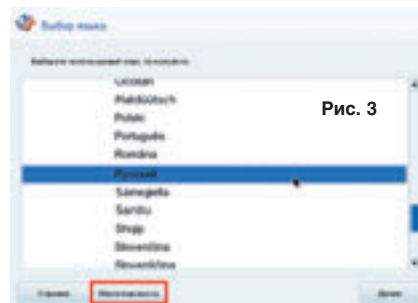 Выбор языка
Occitan
Plattdüütsch
Polski
Português
Română
Русский
Sámegiella
Sardu
Shqip
Slovenčina
Slovenščina
Справка
Далее
Рис. 3